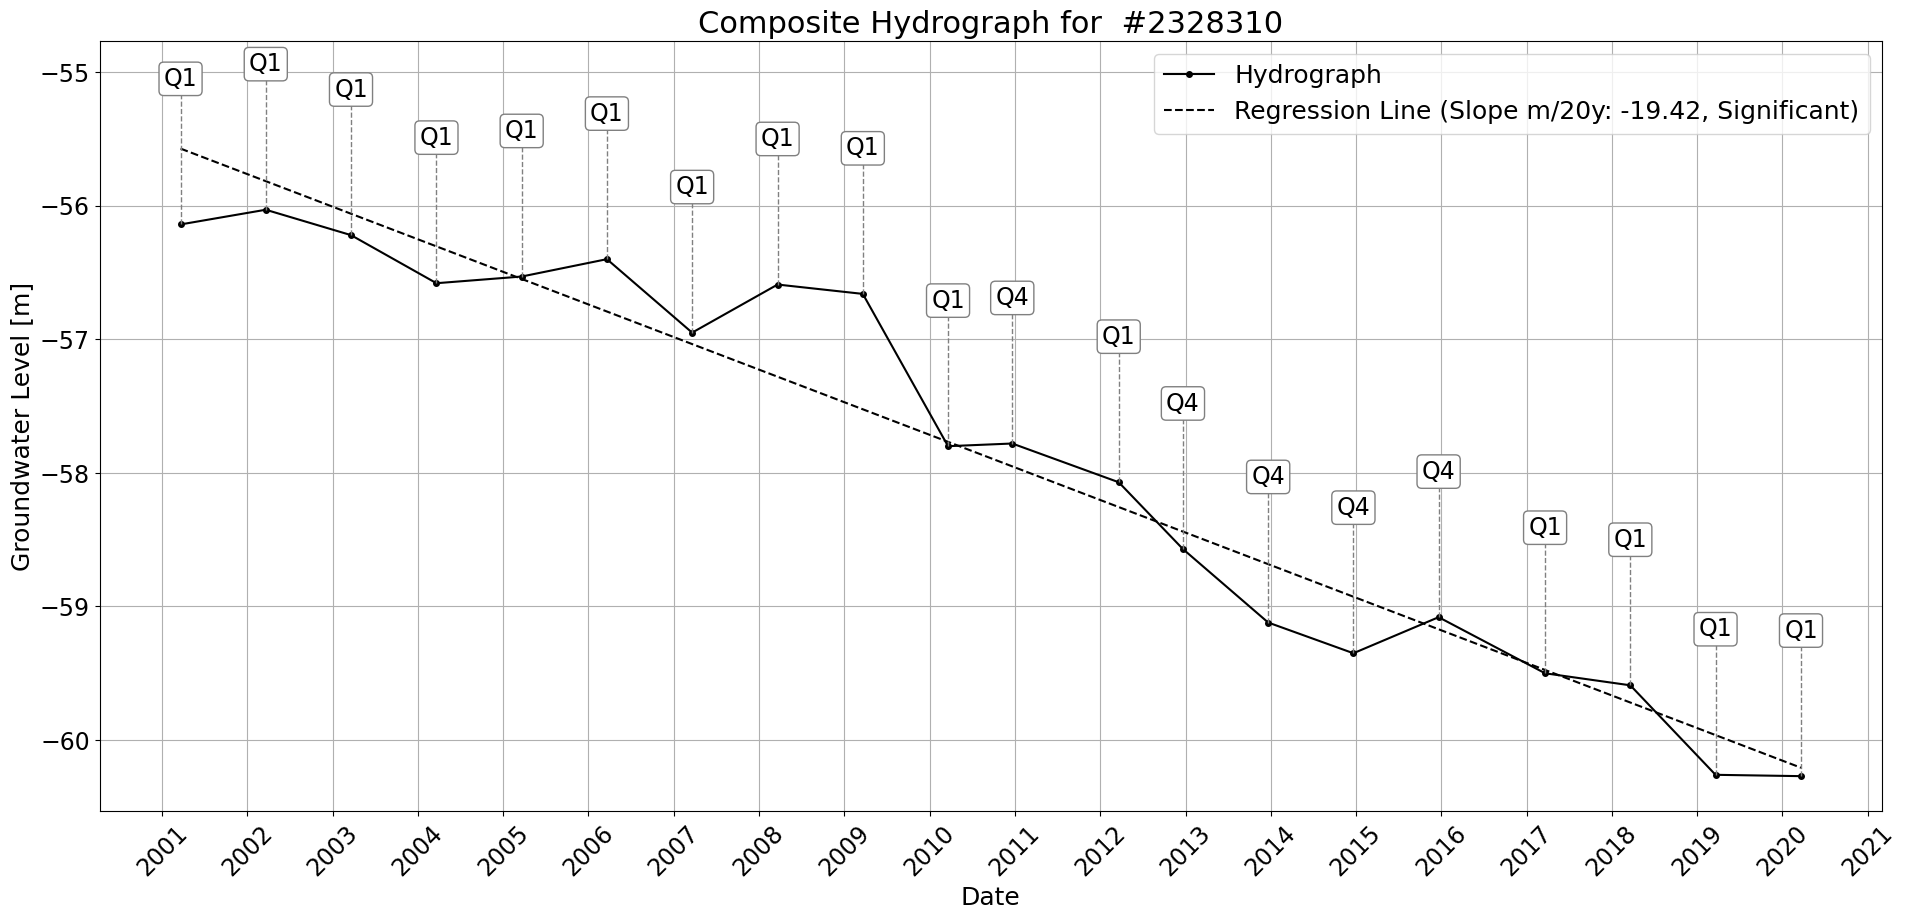 Composite Hydrograph for  #2328310
Hydrograph
Regression Line (Slope m/20y: -19.42, Significant)
Q1
Q1
Q1
Q1
Q1
Q1
Q1
Q1
Q1
Q1
Q4
Q1
Q4
Q4
Q4
Q4
Q1
Q1
Q1
Q1
Groundwater Level [m]
−55
−56
−57
−58
−59
−60
2001
2002
2003
2004
2005
2006
2007
2008
2009
2010
2011
2012
2013
2014
2015
2016
2017
2018
2019
2020
2021
Date